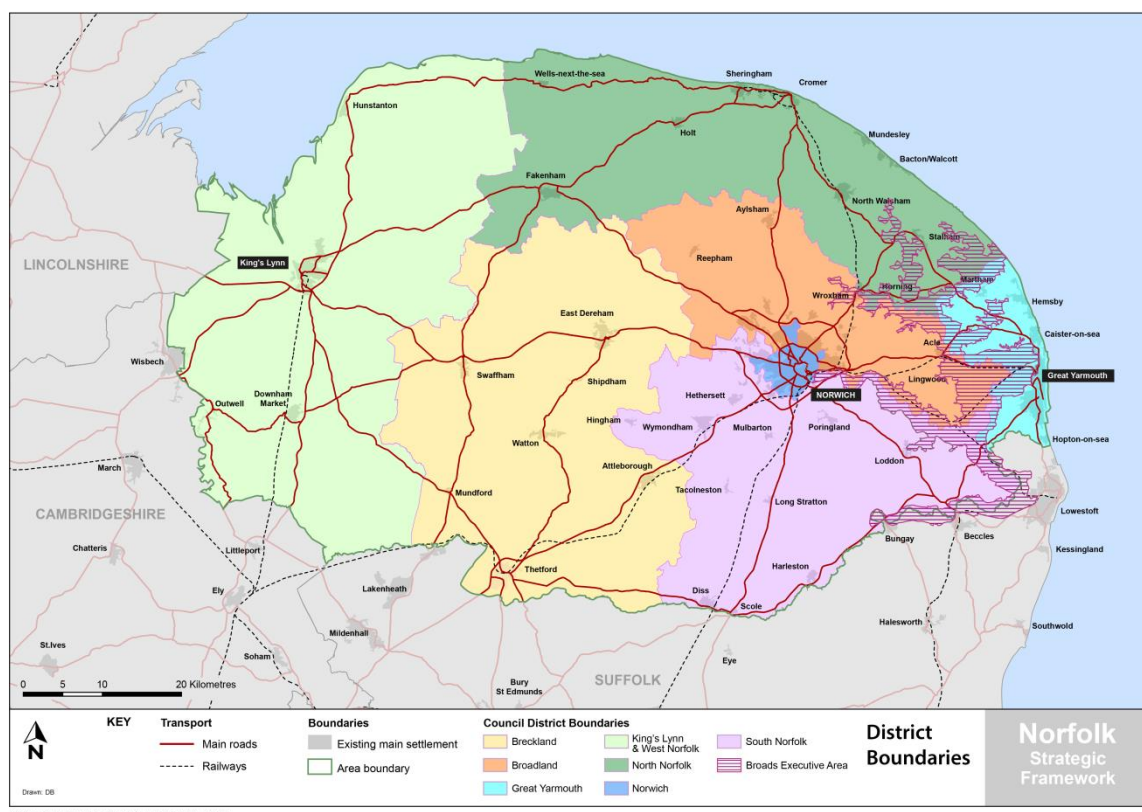 Wells-next-the-sea
Sheringham
Cromer
Hunstanton
Holt
Mundesley
Bacton/Walcott
Fakenham
North Walsham
Aylsham
Stalham
LINCOLNSHIRE
King's Lynn
Reepham
Martham
Horning
Wroxham
Hemsby
East Dereham
Caister-on-sea
Acle
Wisbech
Swaffham
Shipdham
Lingwood
Great Yarmouth
Outwell
Downham
Market
Hethersett
NORWICH
Hingham
Wymondham
Mulbarton
Poringland
Hopton-on-sea
Watton
Attleborough
Loddon
March
Mundford
Tacolneston
Long Stratton
CAMBRIDGESHIRE
Lowestoft
Chatteris
Littleport
Bungay
Beccles
Kessingland
Thetford
Harleston
Ely
Lakenheath
Diss
Scole
Mildenhall
Halesworth
Southwold
St.Ives
Soham
Eye
SUFFOLK
Bury
St Edmunds
0 5 10 20 Kilometres
N
Drawn: DB
KEY
Transport
Main roads
Railways
Boundaries
Existing main settlement
Area boundary
Council District Boundaries
Breckland
Broadland
Great Yarmouth
King's Lynn
& West Norfolk
North Norfolk
Norwich
South Norfolk
Broads Executive Area
District
Boundaries
Norfolk
Strategic
Framework